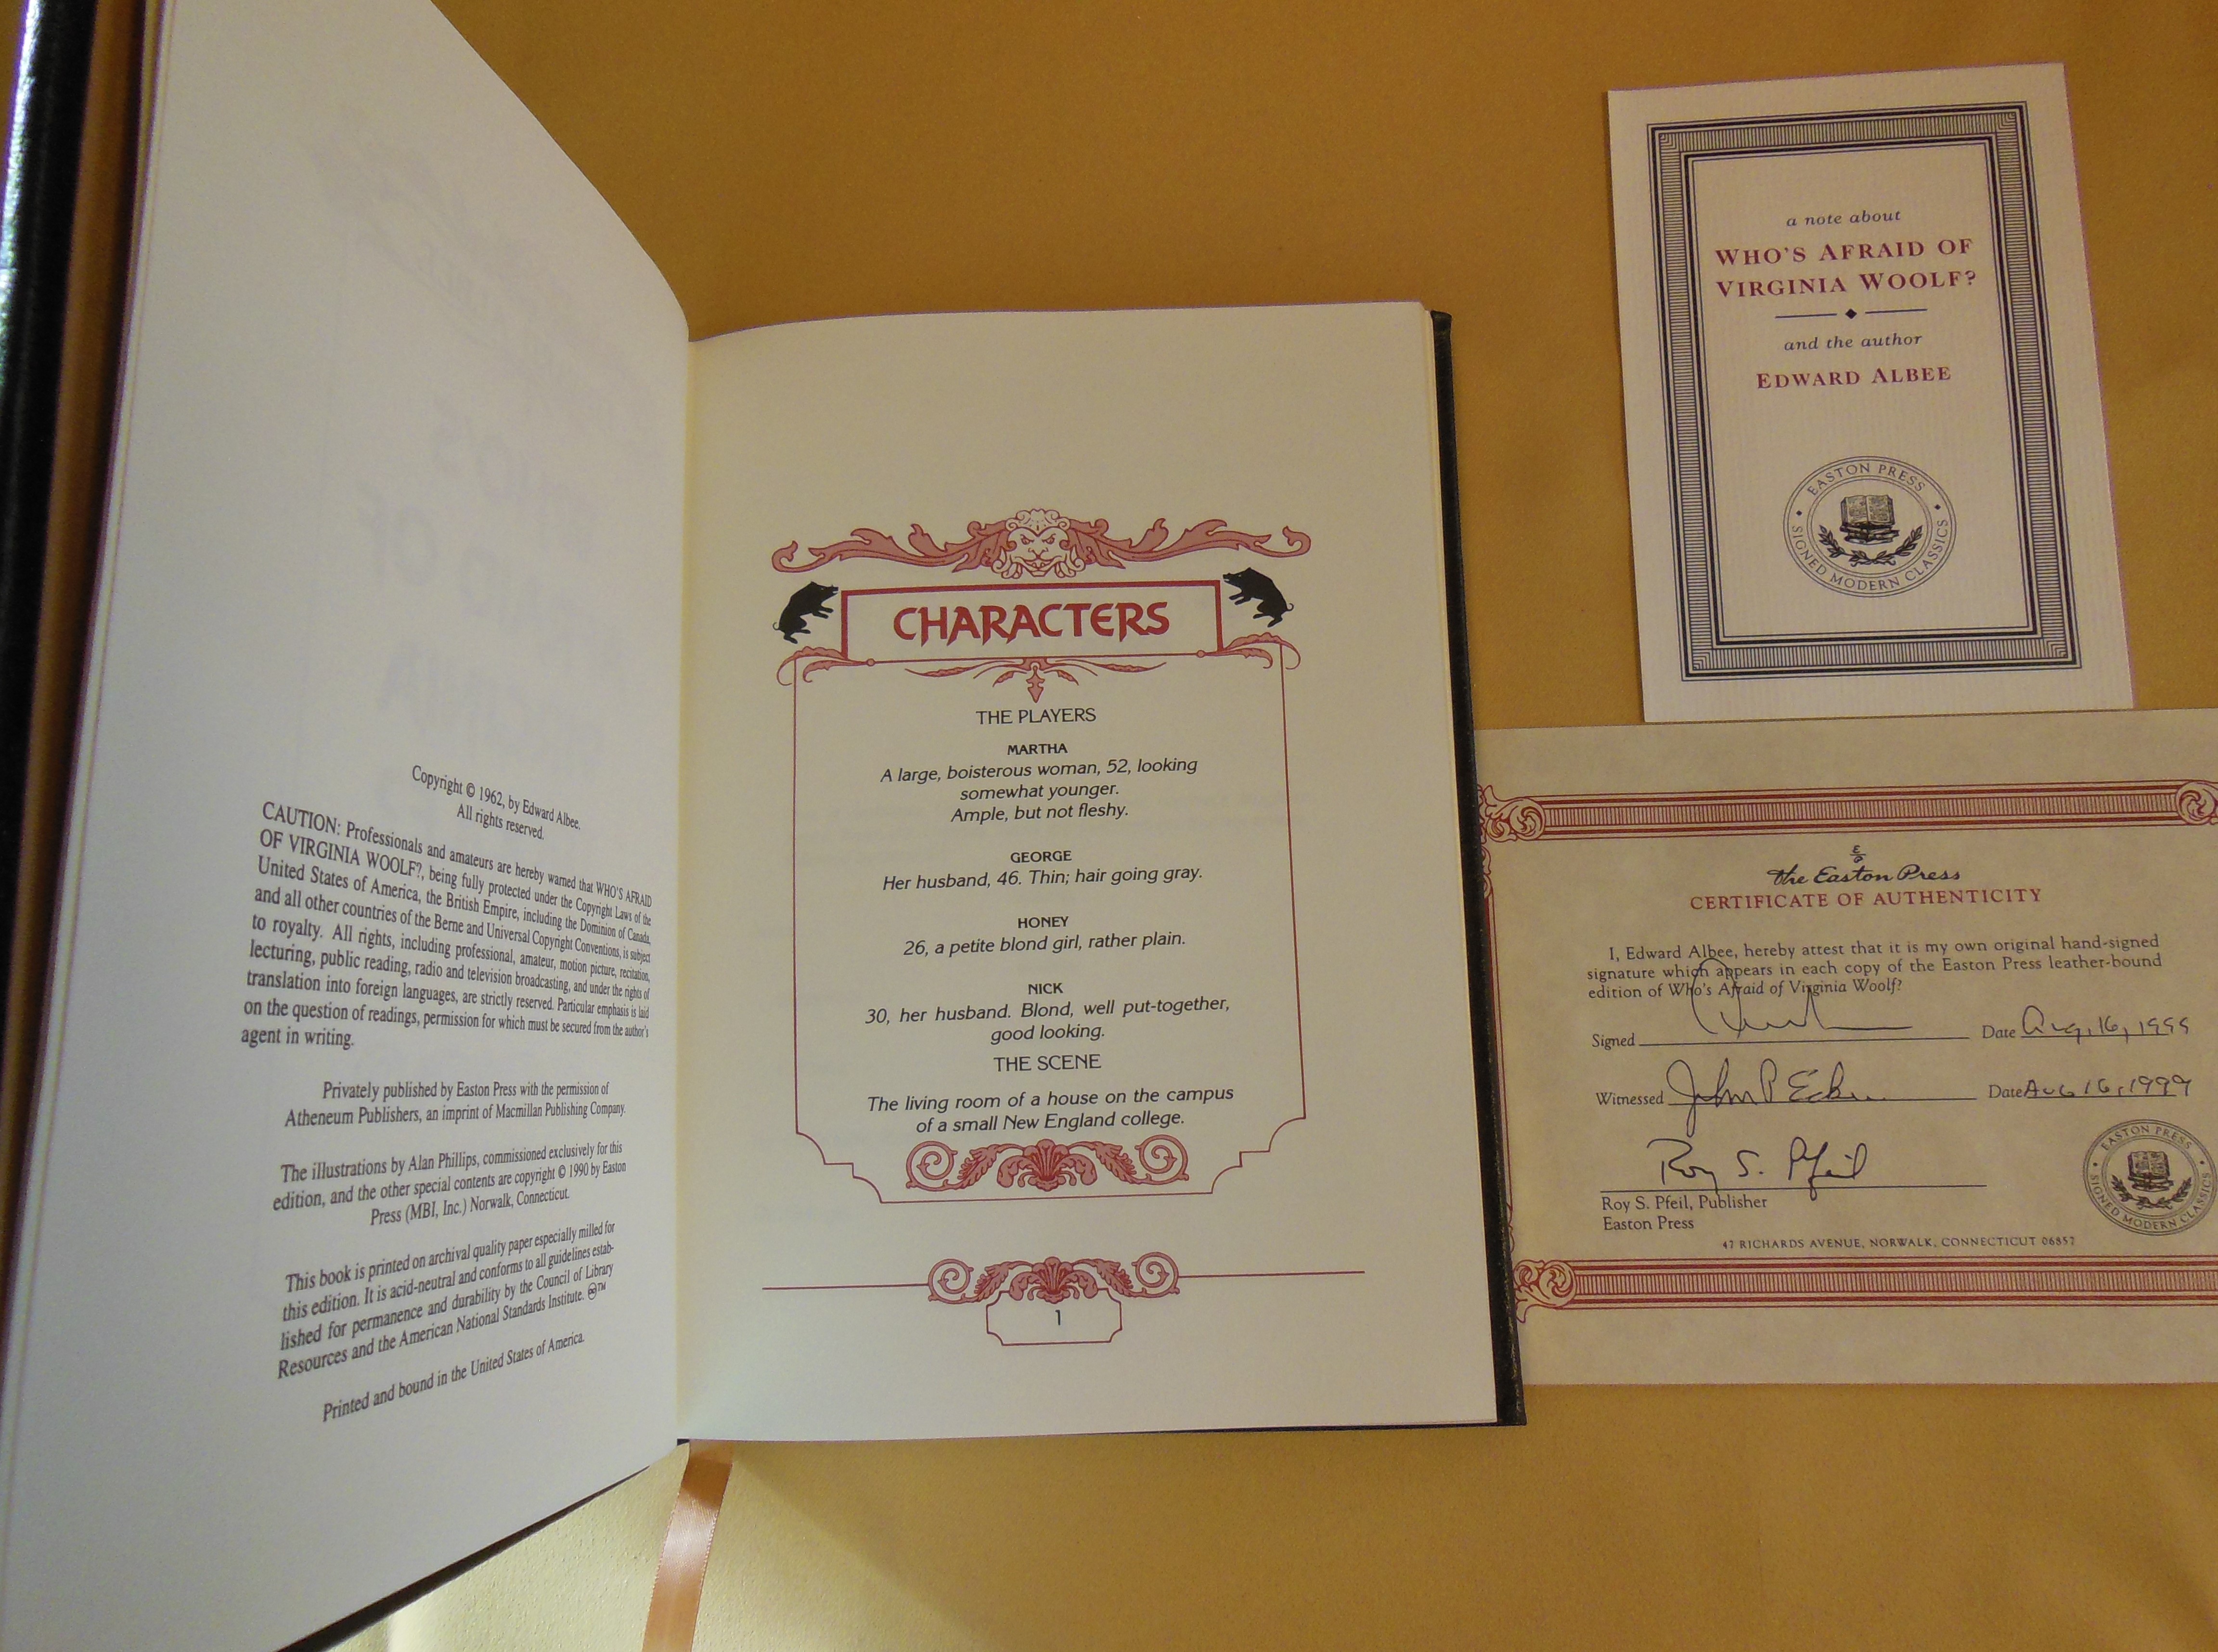 Copyright © 1962, by Edward Albee.
All rights reserved.
CAUTION: Professionals and amateurs are hereby warned that WHO'S AFRAID
OF VIRGINIA WOOLF?, being fully protected under the Copyright Laws of the
United States of America, the British Empire, including the Dominion of Canada,
and all other countries of the Berne and Universal Copyright Conventions, is subject
to royalty. All rights, including professional, amateur, motion picture, recitation,
lecturing, public reading, radio and television broadcasting, and under the rights of
translation into foreign languages, are strictly reserved. Particular emphasis is laid
on the question of readings, permission for which must be secured from the author's
agent in writing.
Privately published by Easton Press with the permission of
Atheneum Publishers, an imprint of Macmillan Publishing Company.
The illustrations by Alan Phillips, commissioned exclusively for this
edition, and the other special contents are copyright © 1990 by Easton
Press (MBI, Inc.) Norwalk, Connecticut.
This book is printed on archival quality paper especially milled for
this edition. It is acid-neutral and conforms to all guidelines estab-
lished for permanence and durability by the Council of Library
Resources and the American National Standards Institute. ♾™
Printed and bound in the United States of America.
CHARACTERS
THE PLAYERS
MARTHA
A large, boisterous woman, 52, looking
somewhat younger.
Ample, but not fleshy.
GEORGE
Her husband, 46. Thin; hair going gray.
HONEY
26, a petite blond girl, rather plain.
NICK
30, her husband. Blond, well put-together,
good looking.
THE SCENE
The living room of a house on the campus
of a small New England college.
1
a note about
WHO'S AFRAID OF
VIRGINIA WOOLF?
and the author
EDWARD ALBEE
EASTON PRESS
SIGNED MODERN CLASSICS
The Easton Press
CERTIFICATE OF AUTHENTICITY
I, Edward Albee, hereby attest that it is my own original hand-signed
signature which appears in each copy of the Easton Press leather-bound
edition of Who's Afraid of Virginia Woolf?
Signed Date Aug, 16, 1999
Witnessed John P Date Aug 16, 1999
Roy S. Pfeil
Roy S. Pfeil, Publisher
Easton Press
EASTON PRESS
SIGNED MODERN CLASSICS
47 RICHARDS AVENUE, NORWALK, CONNECTICUT 06857